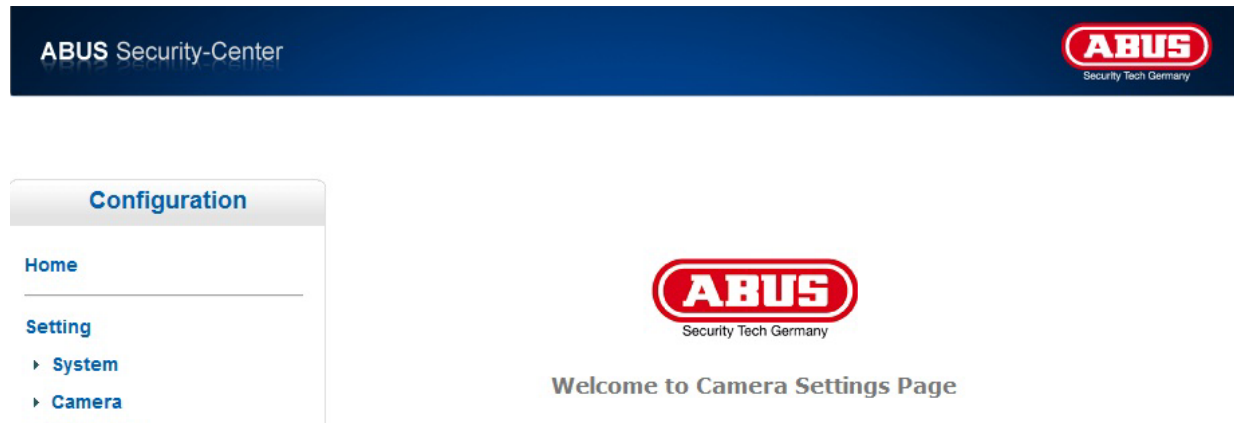 ABUS Security-Center
ABUS
Security Tech Germany
Configuration
Home
Setting
System
Camera
ABUS
Security Tech Germany
Welcome to Camera Settings Page